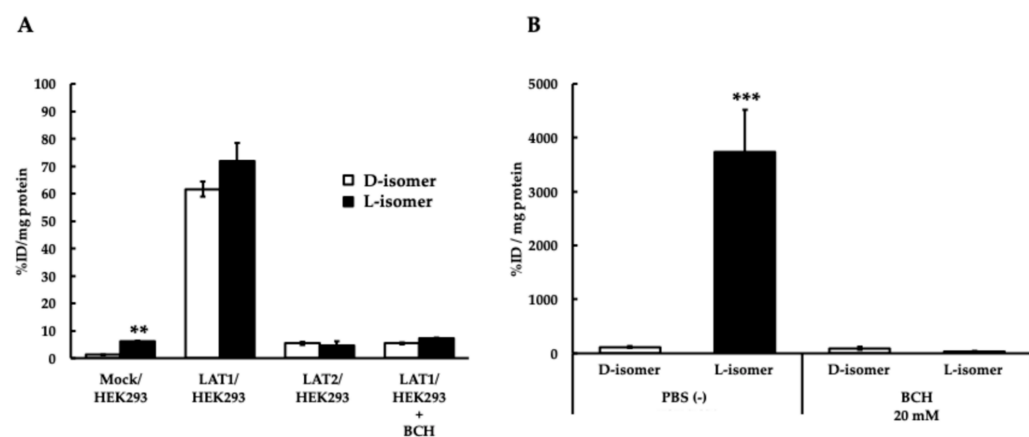 A
%ID/mg protein
100
90
80
70
60
50
40
30
20
10
0
**
D-isomer
L-isomer
Mock/
HEK293
LAT1/
HEK293
LAT2/
HEK293
LAT1/
HEK293
+
BCH
B
%ID / mg protein
5000
4000
3000
2000
1000
0
***
D-isomer L-isomer D-isomer L-isomer
PBS (-) BCH
20 mM